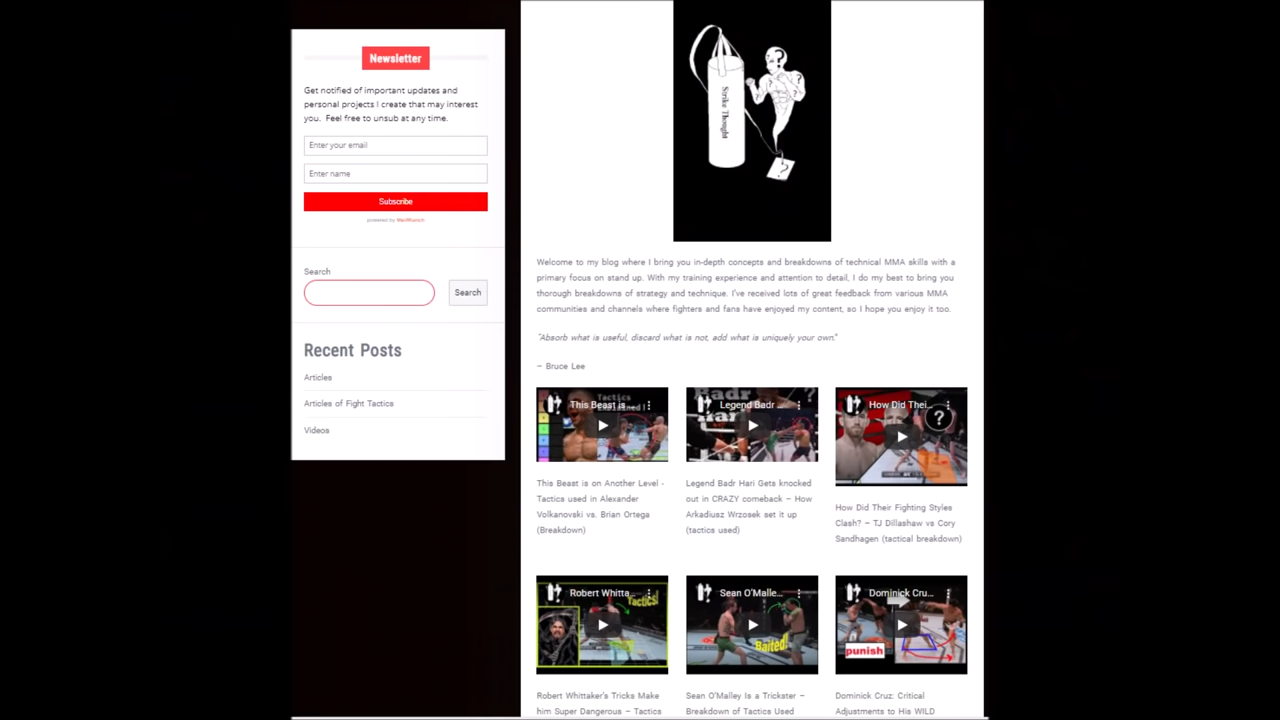 Newsletter
Get notified of important updates and
personal projects I create that may interest
you. Feel free to unsub at any time.
Enter your email
Enter name
Subscribe
powered by
Search
Search
Recent Posts
Articles
Articles of Fight Tactics
Videos
Strike Thought
?
Welcome to my blog where I bring you in-depth concepts and breakdowns of technical MMA skills with a
primary focus on stand up. With my training experience and attention to detail, I do my best to bring you
thorough breakdowns of strategy and technique. I've received lots of great feedback from various MMA
communities and channels where fighters and fans have enjoyed my content, so I hope you enjoy it too.
"Absorb what is useful, discard what is not, add what is uniquely your own."
– Bruce Lee
Tactics
This Beast is
Legend Badr ...
How Did Thei...
?
This Beast is on Another Level -
Tactics used in Alexander
Volkanovski vs. Brian Ortega
(Breakdown)
Legend Badr Hari Gets knocked
out in CRAZY comeback – How
Arkadiusz Wrzosek set it up
(tactics used)
How Did Their Fighting Styles
Clash? – TJ Dillashaw vs Cory
Sandhagen (tactical breakdown)
Robert Whitta...
Tactics!
Sean O'Malle...
Baited!
Dominick Cru...
punish
Robert Whittaker's Tricks Make
him Super Dangerous – Tactics
Sean O'Malley Is a Trickster –
Breakdown of Tactics Used
Dominick Cruz: Critical
Adjustments to His WILD